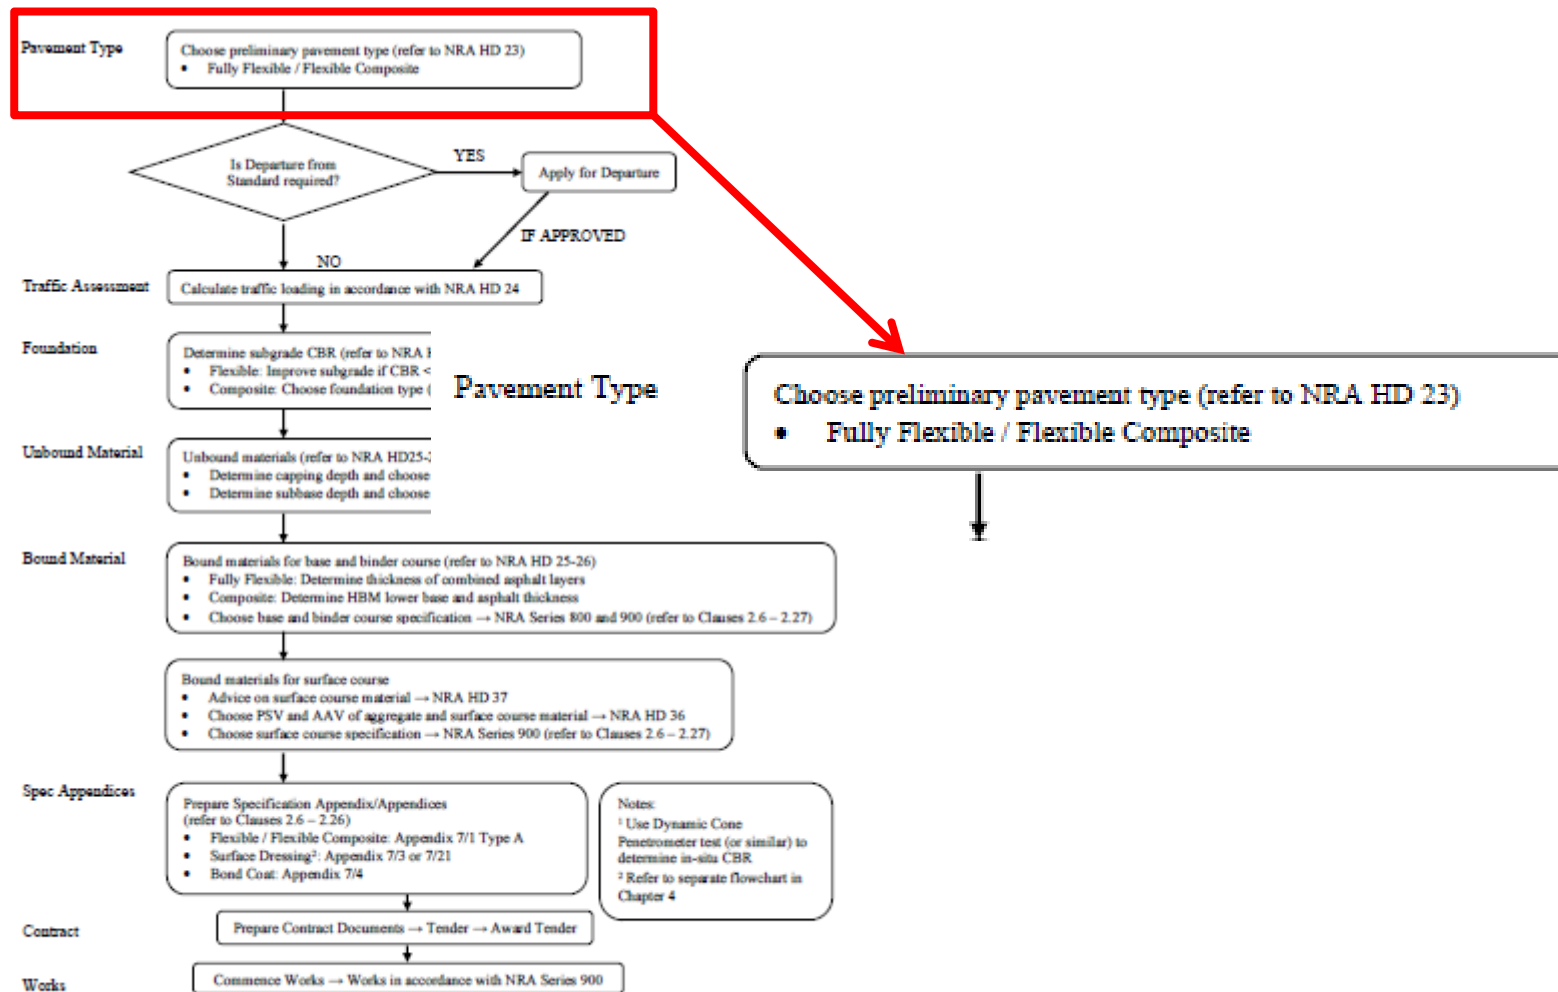 Pavement Type
Choose preliminary pavement type (refer to NRA HD 23)
• Fully Flexible / Flexible Composite
Is Departure from
Standard required?
YES
Apply for Departure
IF APPROVED
NO
Traffic Assessment
Calculate traffic loading in accordance with NRA HD 24
Foundation
Determine subgrade CBR (refer to NRA
• Flexible: Improve subgrade if CBR <
• Composite: Choose foundation type (
Pavement Type
Choose preliminary pavement type (refer to NRA HD 23)
• Fully Flexible / Flexible Composite
Unbound Material
Unbound materials (refer to NRA HD25-
• Determine capping depth and choose
• Determine subbase depth and choose
Bound Material
Bound materials for base and binder course (refer to NRA HD 25-26)
• Fully Flexible: Determine thickness of combined asphalt layers
• Composite: Determine HBM lower base and asphalt thickness
• Choose base and binder course specification → NRA Series 800 and 900 (refer to Clauses 2.6 – 2.27)
Bound materials for surface course
• Advice on surface course material → NRA HD 37
• Choose PSV and AAV of aggregate and surface course material → NRA HD 36
• Choose surface course specification → NRA Series 900 (refer to Clauses 2.6 – 2.27)
Spec Appendices
Prepare Specification Appendix/Appendices
(refer to Clauses 2.6 – 2.26)
• Flexible / Flexible Composite: Appendix 7/1 Type A
• Surface Dressing²: Appendix 7/3 or 7/21
• Bond Coat: Appendix 7/4
Notes:
¹ Use Dynamic Cone
Penetrometer test (or similar) to
determine in-situ CBR
² Refer to separate flowchart in
Chapter 4
Contract
Prepare Contract Documents → Tender → Award Tender
Works
Commence Works → Works in accordance with NRA Series 900